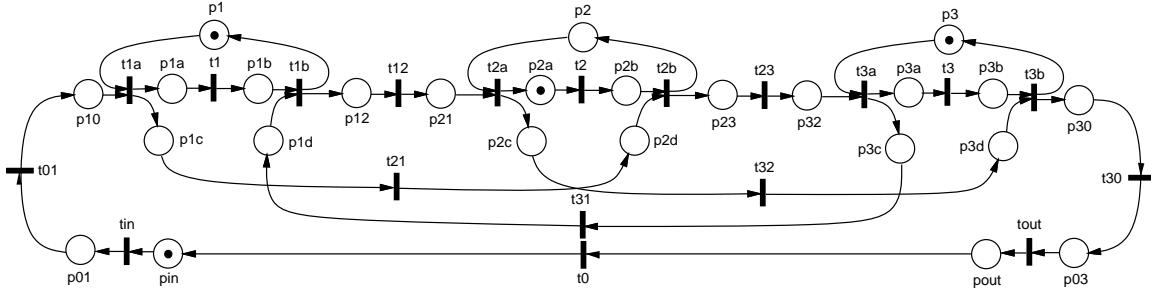 p1
p2
p3
t1a
p1a
t1
p1b
t1b
t12
t2a
p2a
t2
p2b
t2b
t23
t3a
p3a
t3
p3b
t3b
p10
p12
p21
p23
p32
p30
p1c
p1d
p2c
p2d
p3c
p3d
t01
t21
t32
t30
t31
tin
tout
p01
pin
t0
pout
p03